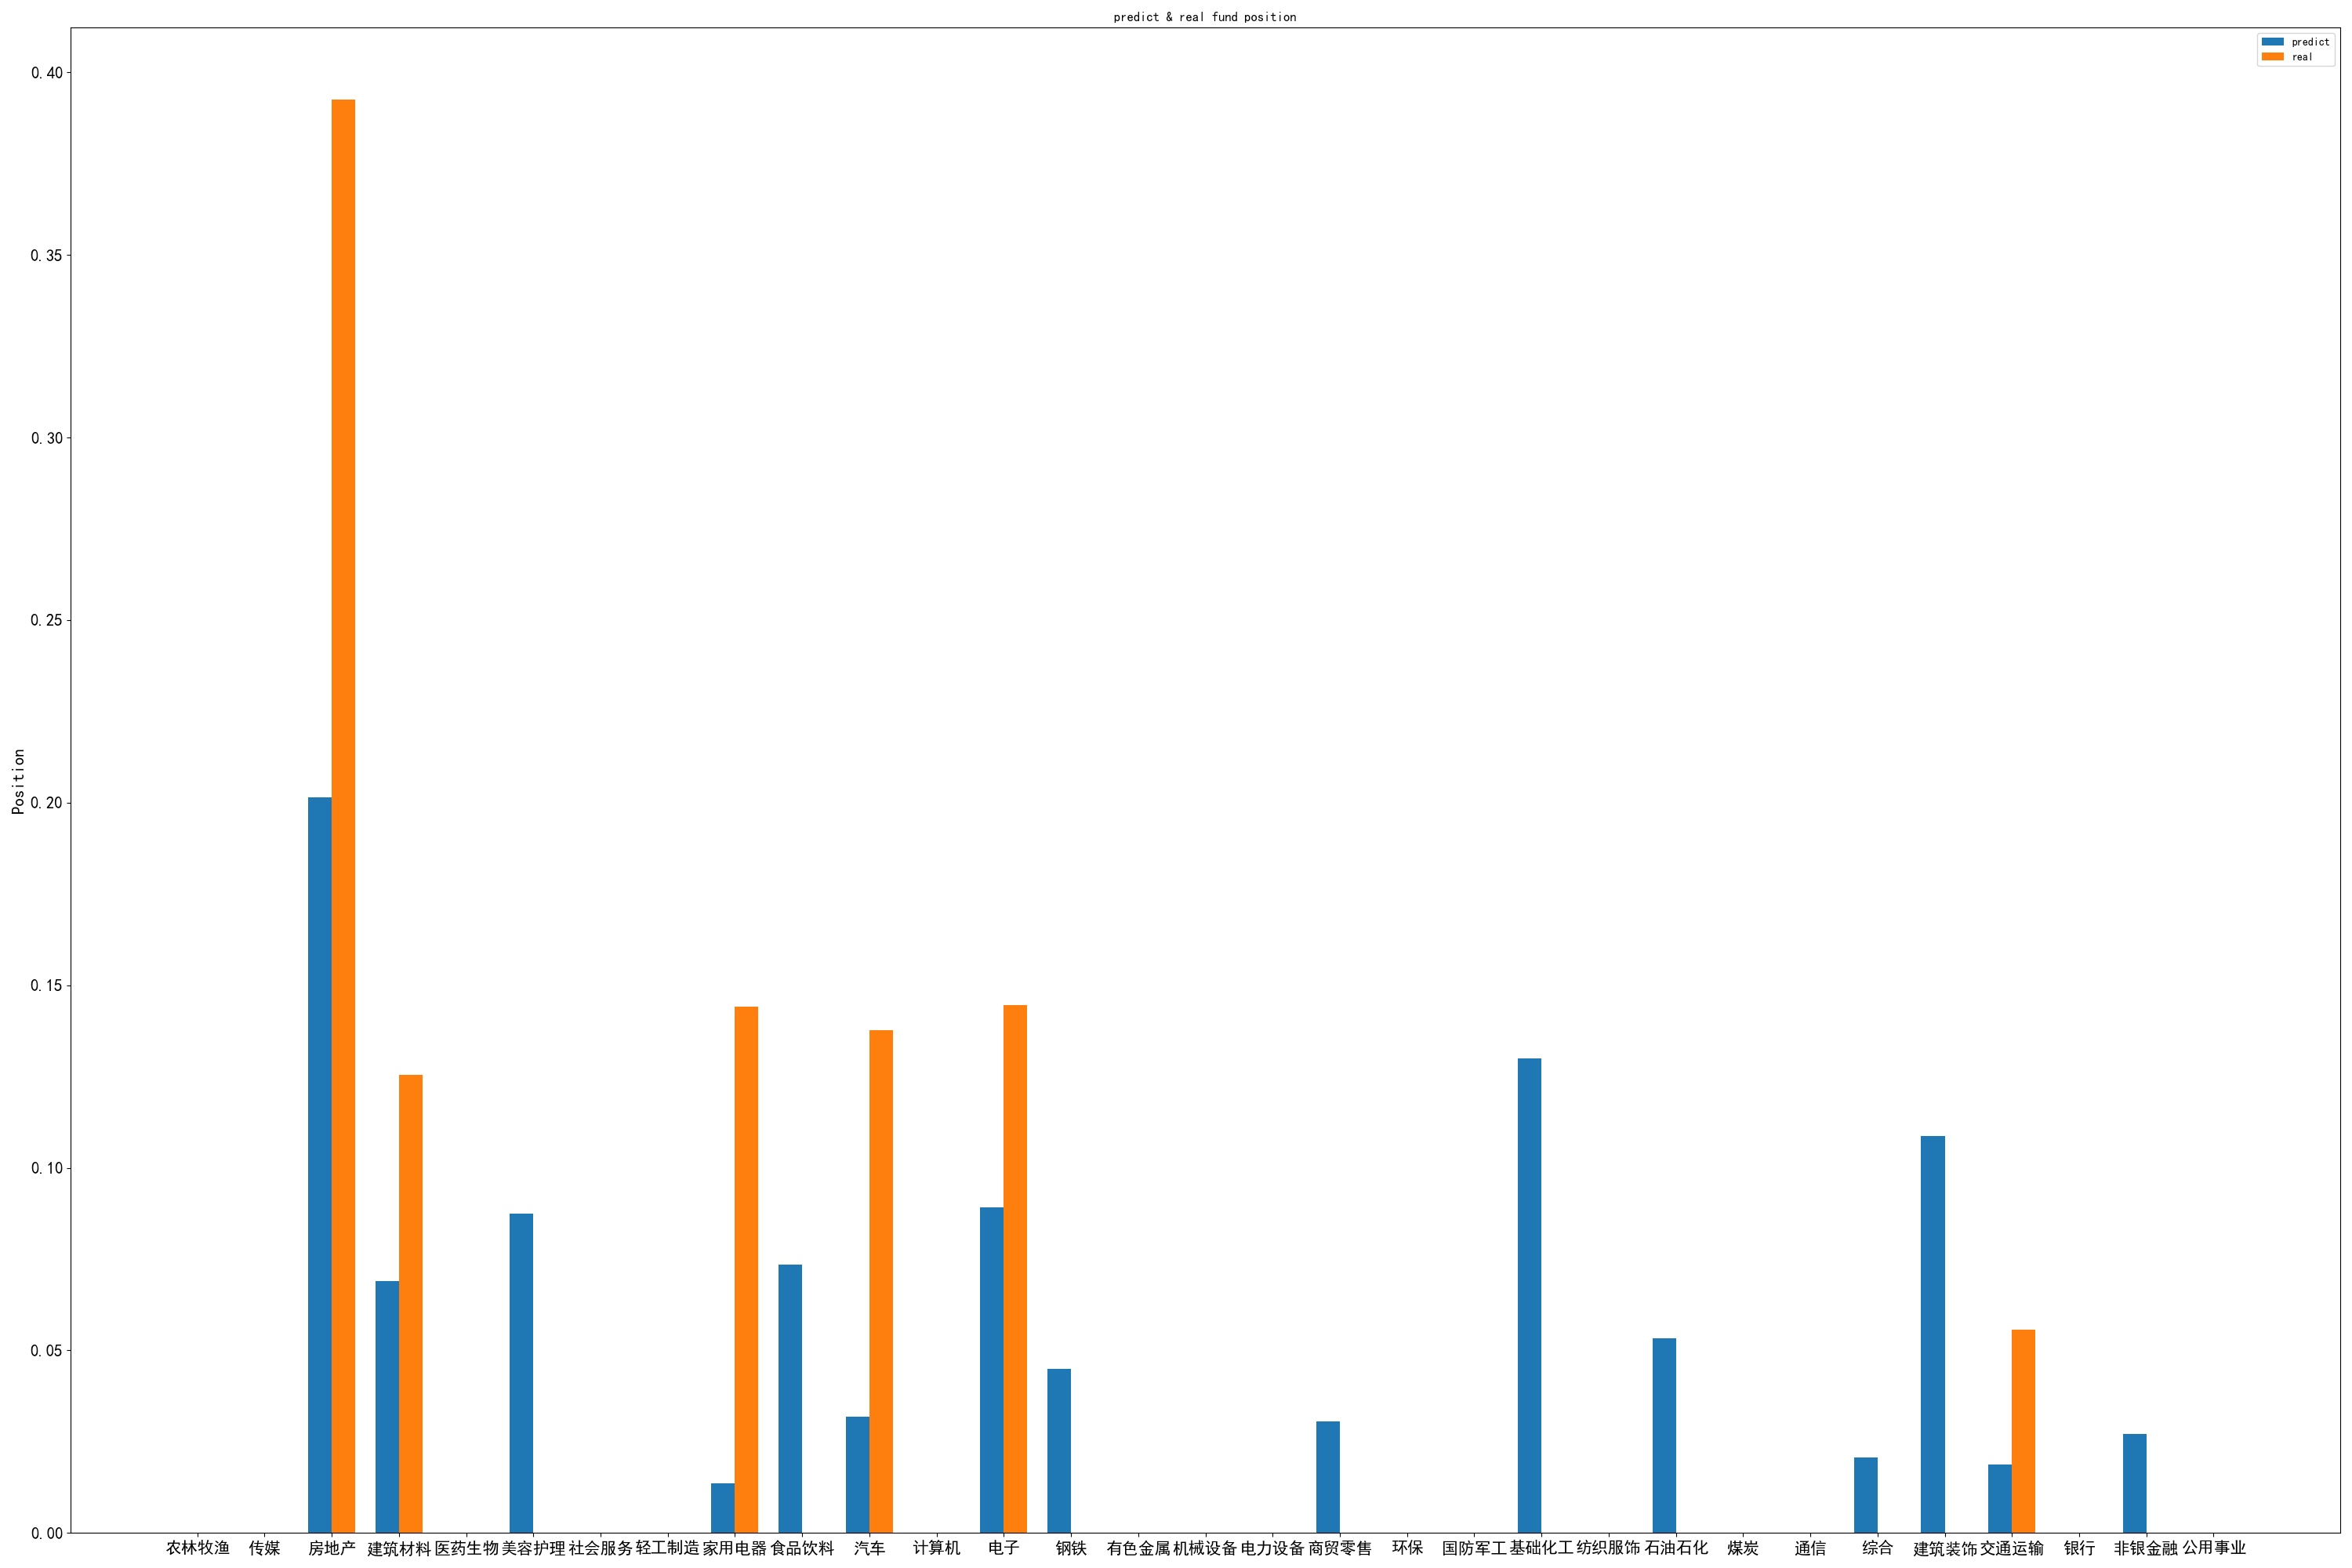 predict & real fund position
predict
real
0.40
0.35
0.30
0.25
0.20
0.15
0.10
0.05
0.00
Position
农林牧渔 传媒 房地产 建筑材料 医药生物 美容护理 社会服务 轻工制造 家用电器 食品饮料 汽车 计算机 电子 钢铁 有色金属 机械设备 电力设备 商贸零售 环保 国防军工 基础化工 纺织服饰 石油石化 煤炭 通信 综合 建筑装饰 交通运输 银行 非银金融 公用事业